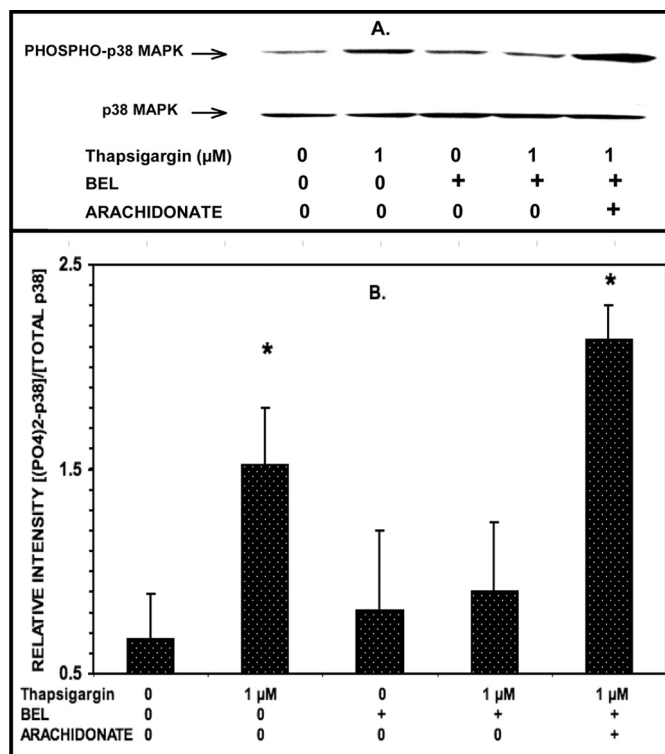 A.
PHOSPHO-p38 MAPK
p38 MAPK
Thapsigargin (µM) 0 1 0 1 1
BEL 0 0 + + +
ARACHIDONATE 0 0 0 0 +
B.
RELATIVE INTENSITY [(PO4)2-p38]/[TOTAL p38]
2.5
* *
1.5
0.5
Thapsigargin 0 1 µM 0 1 µM 1 µM
BEL 0 0 + + +
ARACHIDONATE 0 0 0 0 +